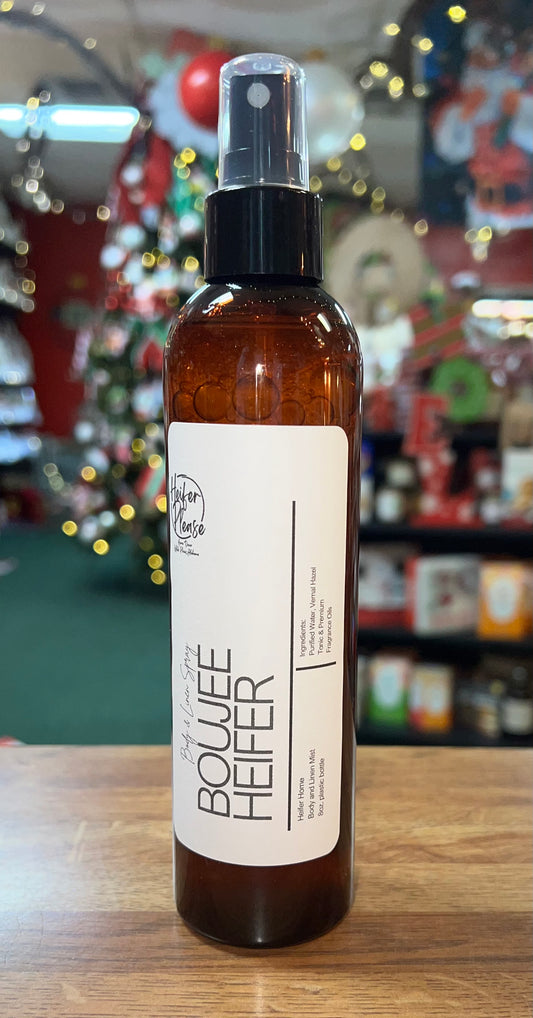 Heifer
Please
Body & Linen Spray
BOUJEE
HEIFER
Heifer Home
Body and Linen Mist
8oz. plastic bottle
Ingredients:
Purified Water, Vernal Hazel
Tonic & Premium
Fragrance Oils